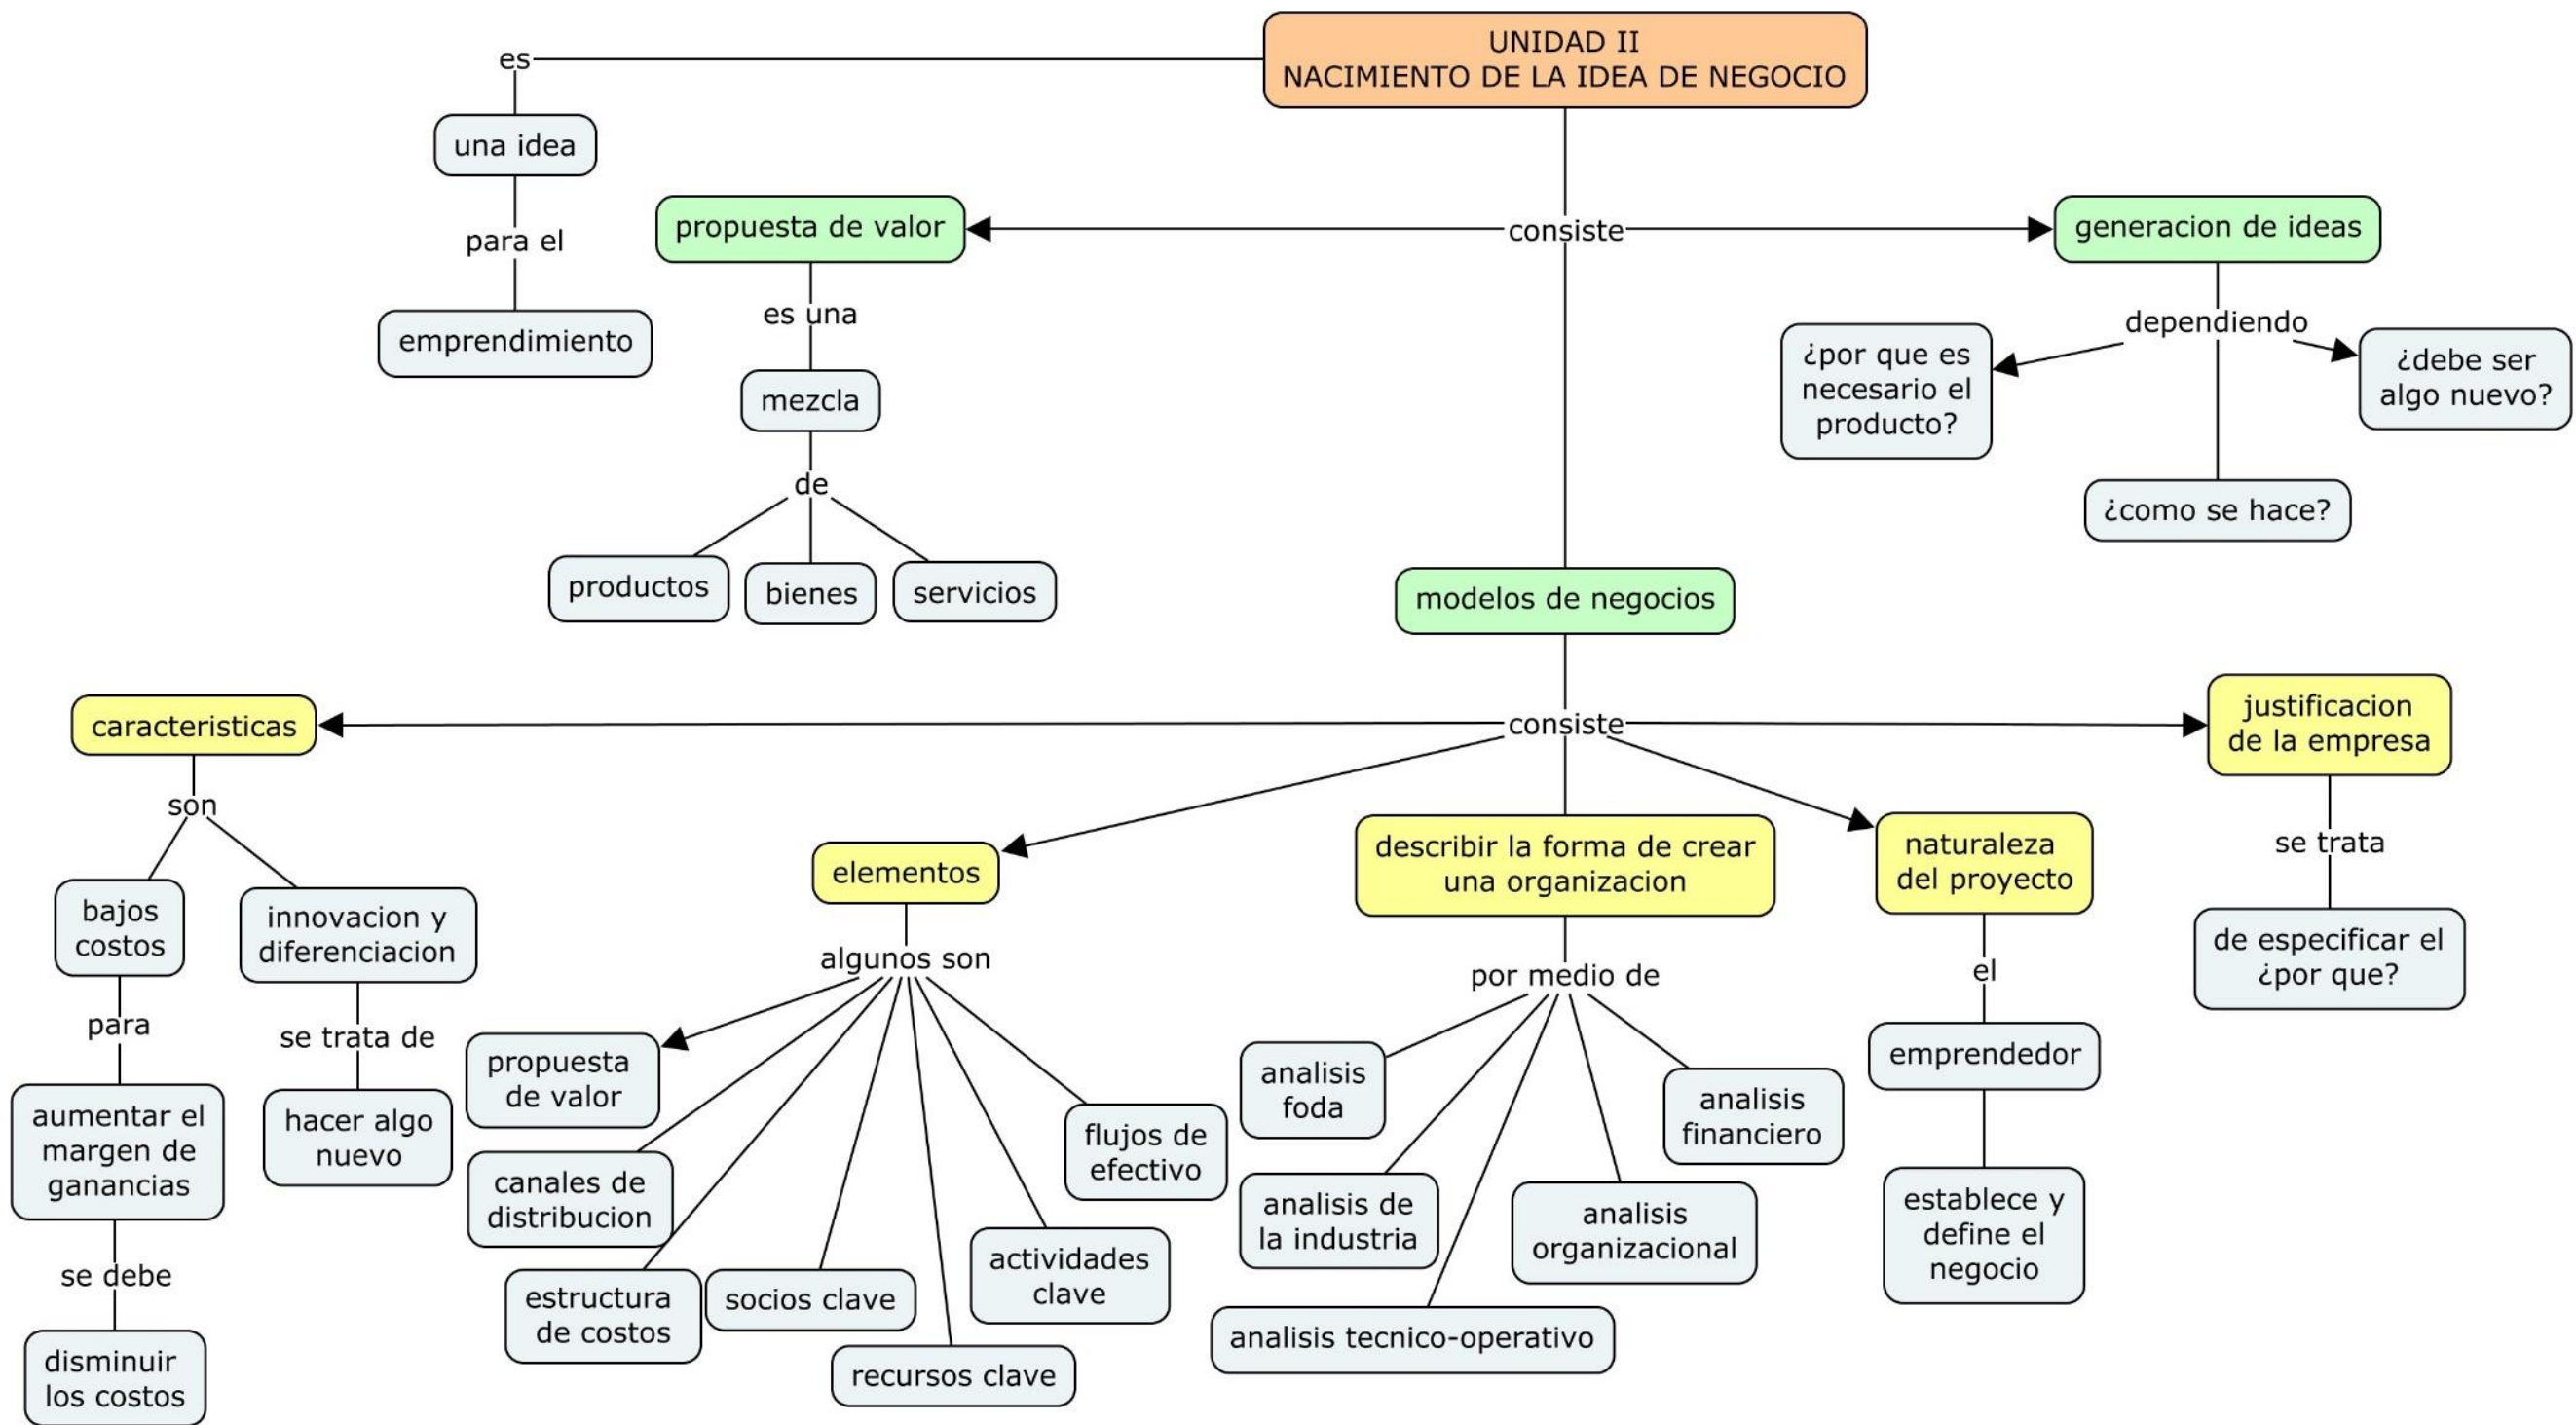 UNIDAD II
NACIMIENTO DE LA IDEA DE NEGOCIO
es
una idea
para el
emprendimiento
consiste
propuesta de valor
es una
mezcla
de
productos
bienes
servicios
generacion de ideas
dependiendo
¿por que es
necesario el
producto?
¿como se hace?
¿debe ser
algo nuevo?
modelos de negocios
consiste
caracteristicas
son
bajos
costos
para
aumentar el
margen de
ganancias
se debe
disminuir
los costos
innovacion y
diferenciacion
se trata de
hacer algo
nuevo
elementos
algunos son
propuesta
de valor
canales de
distribucion
estructura
de costos
socios clave
recursos clave
actividades
clave
flujos de
efectivo
describir la forma de crear
una organizacion
por medio de
analisis
foda
analisis de
la industria
analisis tecnico-operativo
analisis
organizacional
analisis
financiero
naturaleza
del proyecto
el
emprendedor
establece y
define el
negocio
justificacion
de la empresa
se trata
de especificar el
¿por que?